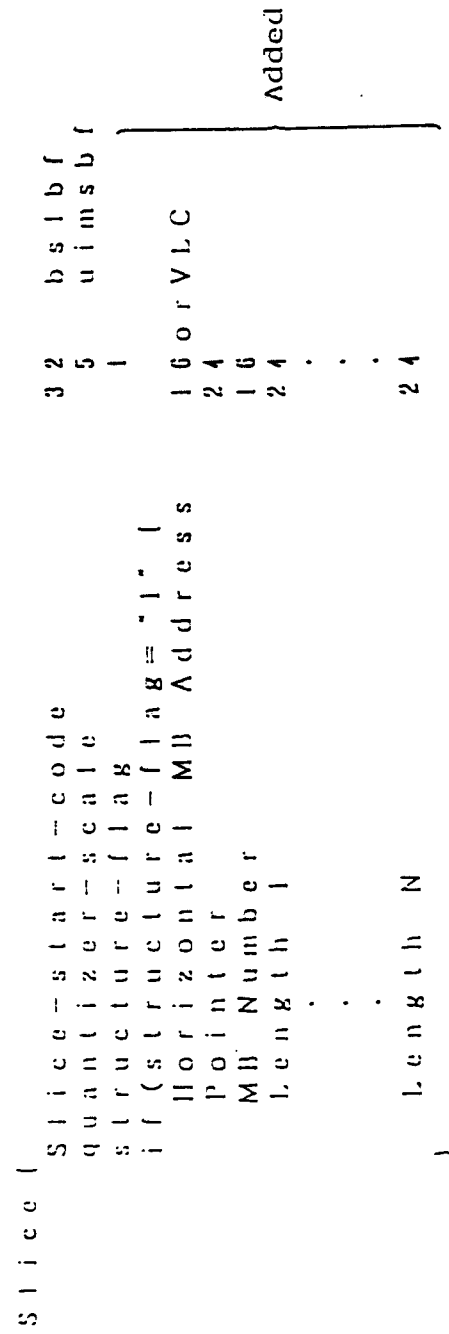 Slice {
Slice-start-code 32 bslbf
quantizer-scale 5 uimsbf
structure-flag 1
if (structure-flag="1" {
Horizontal MB Address 16 or VLC
Pointer 24
MB Number 16
Length 1 24
. .
. .
Length N 24
}
Added